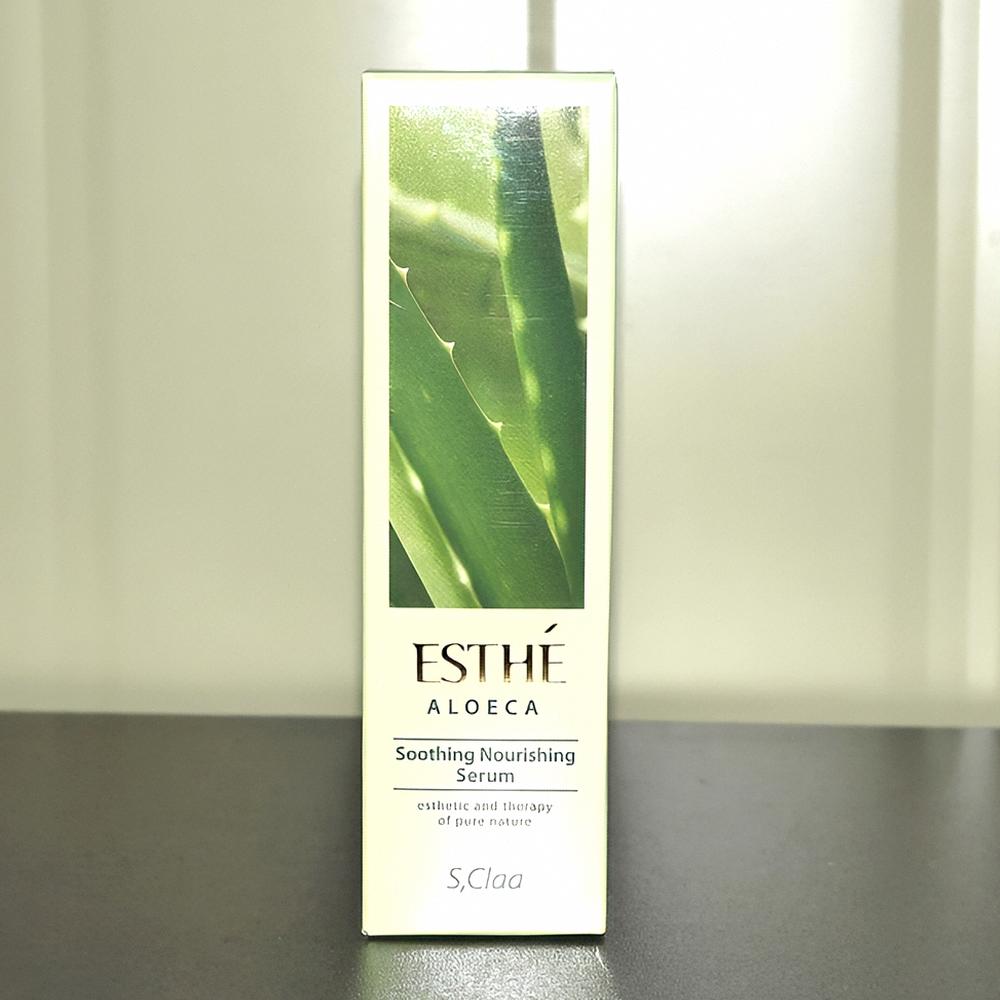 ESTHÉ
ALOECA
Soothing Nourishing
Serum
esthetic and therapy
of pure nature
S,Claa